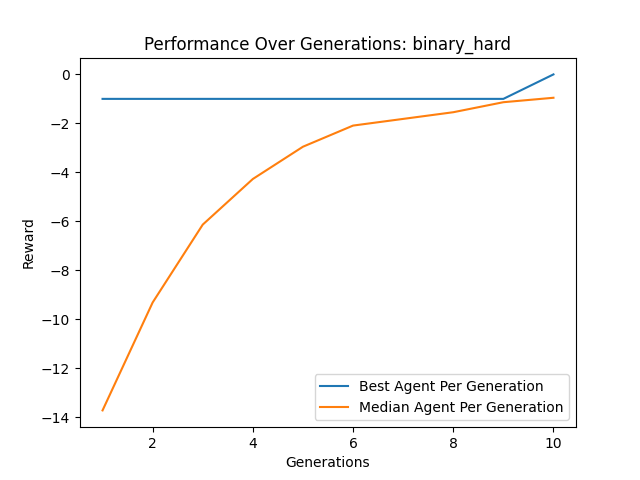 Performance Over Generations: binary_hard
Reward
0
−2
−4
−6
−8
−10
−12
−14
Best Agent Per Generation
Median Agent Per Generation
2 4 6 8 10
Generations